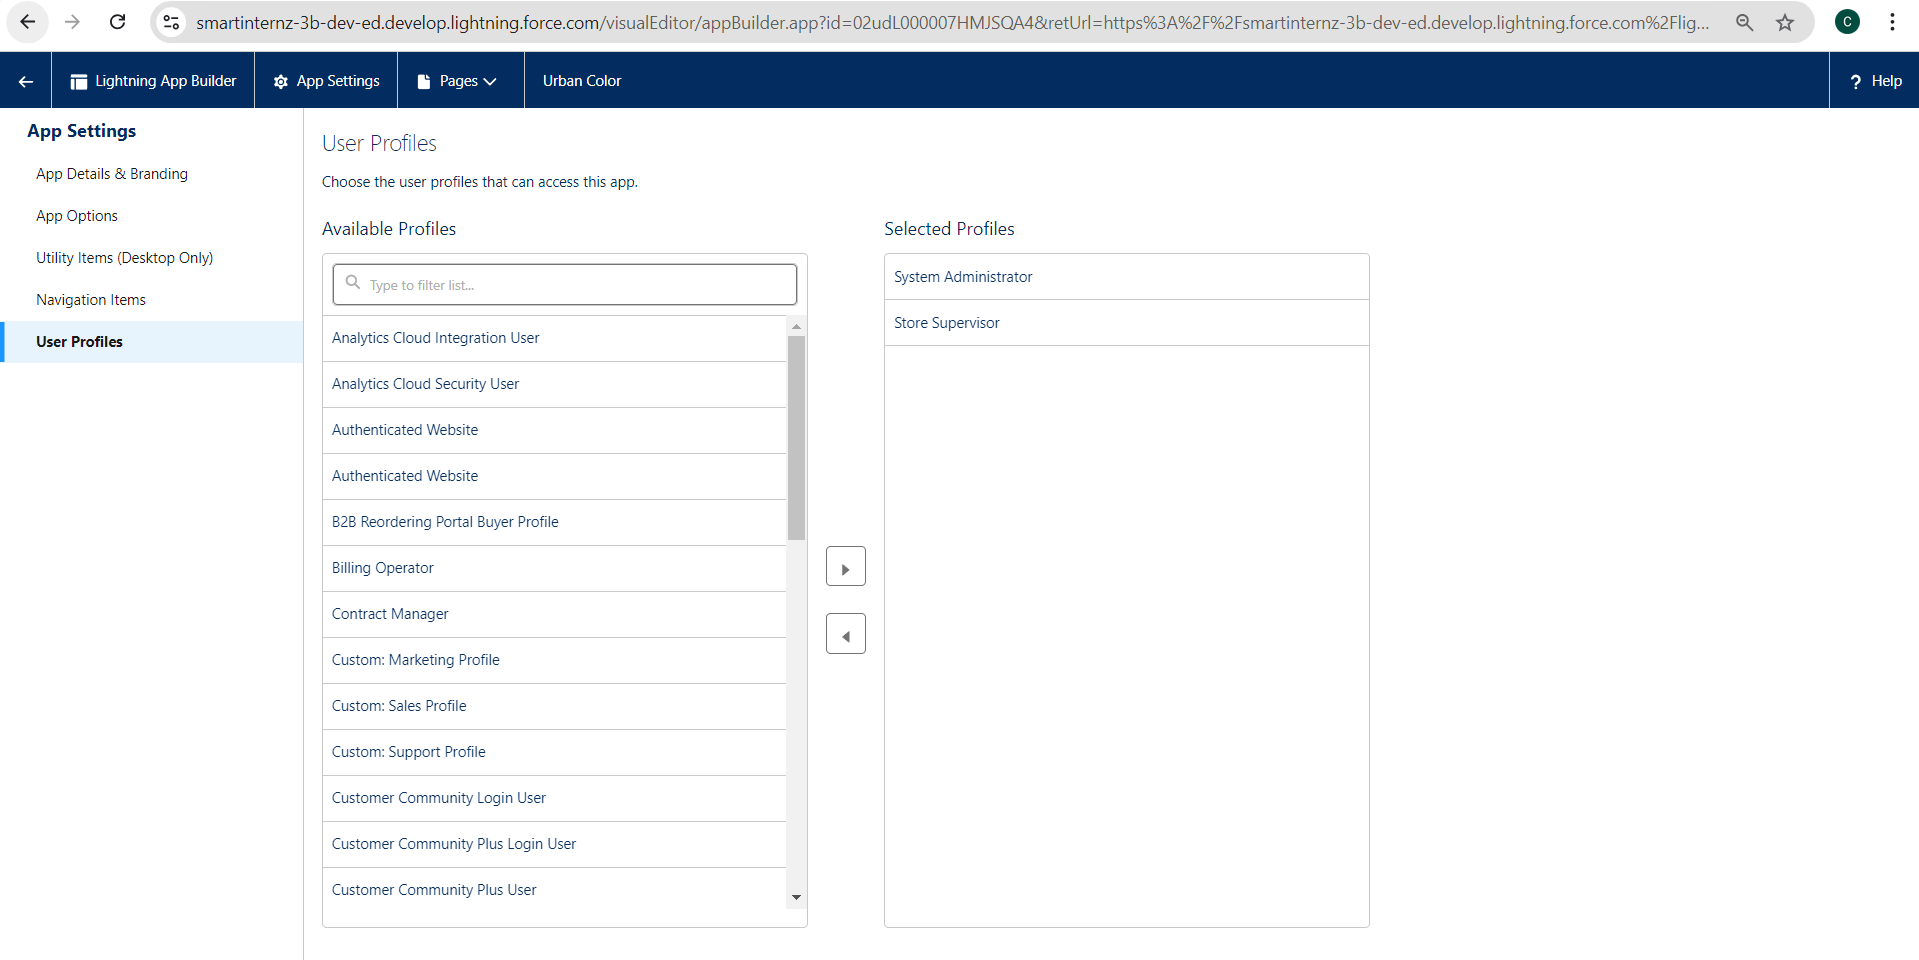 smartinternz-3b-dev-ed.develop.lightning.force.com/visualEditor/appBuilder.app?id=02udL000007HMJSQA4&retUrl=https%3A%2F%2Fsmartinternz-3b-dev-ed.develop.lightning.force.com%2Flig...
C
Lightning App Builder
App Settings
Pages
Urban Color
? Help
App Settings
App Details & Branding
App Options
Utility Items (Desktop Only)
Navigation Items
User Profiles
User Profiles
Choose the user profiles that can access this app.
Available Profiles
Type to filter list...
Analytics Cloud Integration User
Analytics Cloud Security User
Authenticated Website
Authenticated Website
B2B Reordering Portal Buyer Profile
Billing Operator
Contract Manager
Custom: Marketing Profile
Custom: Sales Profile
Custom: Support Profile
Customer Community Login User
Customer Community Plus Login User
Customer Community Plus User
Selected Profiles
System Administrator
Store Supervisor